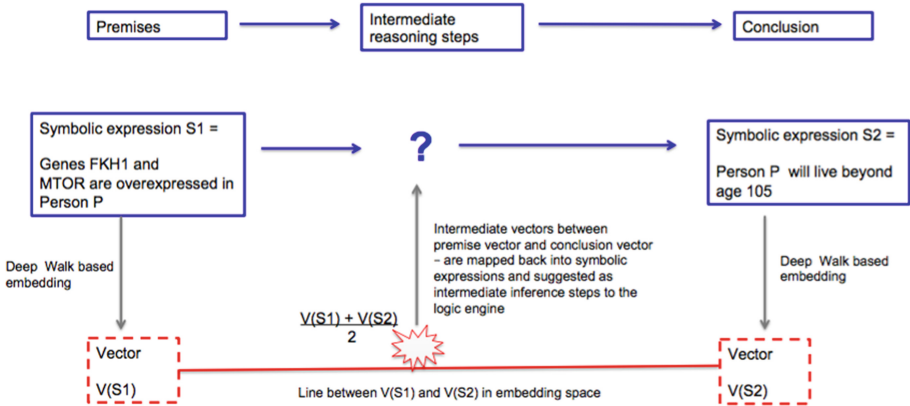 Premises
Intermediate
reasoning steps
Conclusion
Symbolic expression S1 =
Genes FKH1 and
MTOR are overexpressed in
Person P
?
Symbolic expression S2 =
Person P will live beyond
age 105
Deep Walk based
embedding
Intermediate vectors between
premise vector and conclusion vector
– are mapped back into symbolic
expressions and suggested as
intermediate inference steps to the
logic engine
Deep Walk based
embedding
V(S1) + V(S2)
2
Vector
V(S1)
Vector
V(S2)
Line between V(S1) and V(S2) in embedding space